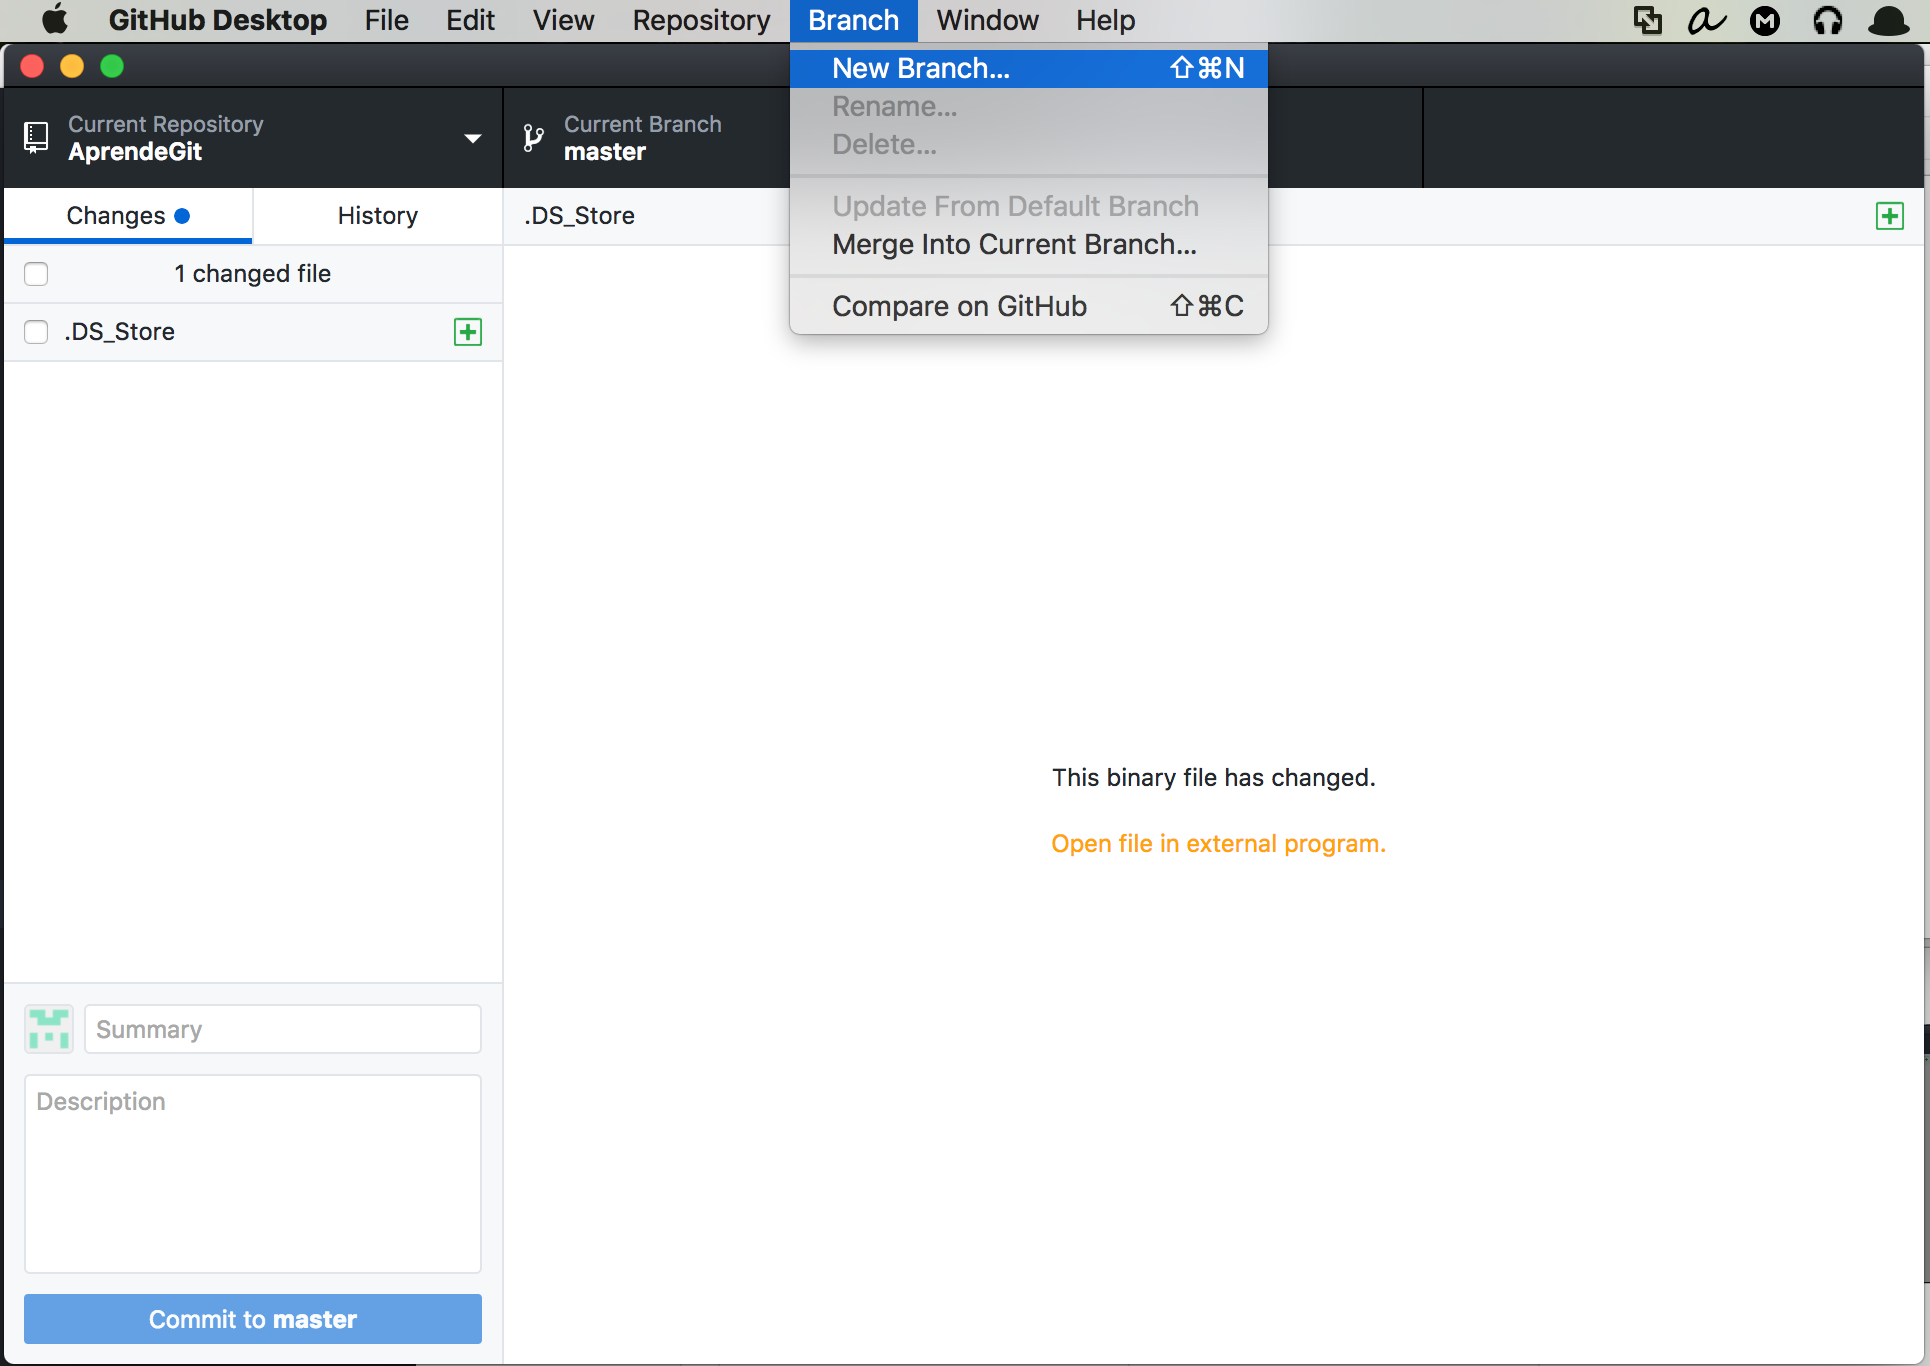 GitHub Desktop File Edit View Repository Branch Window Help
New Branch... ⇧⌘N
Rename...
Delete...
Update From Default Branch
Merge Into Current Branch...
Compare on GitHub ⇧⌘C
Current Repository
AprendeGit
Current Branch
master
Changes History
.DS_Store
1 changed file
.DS_Store
This binary file has changed.
Open file in external program.
Summary
Description
Commit to master